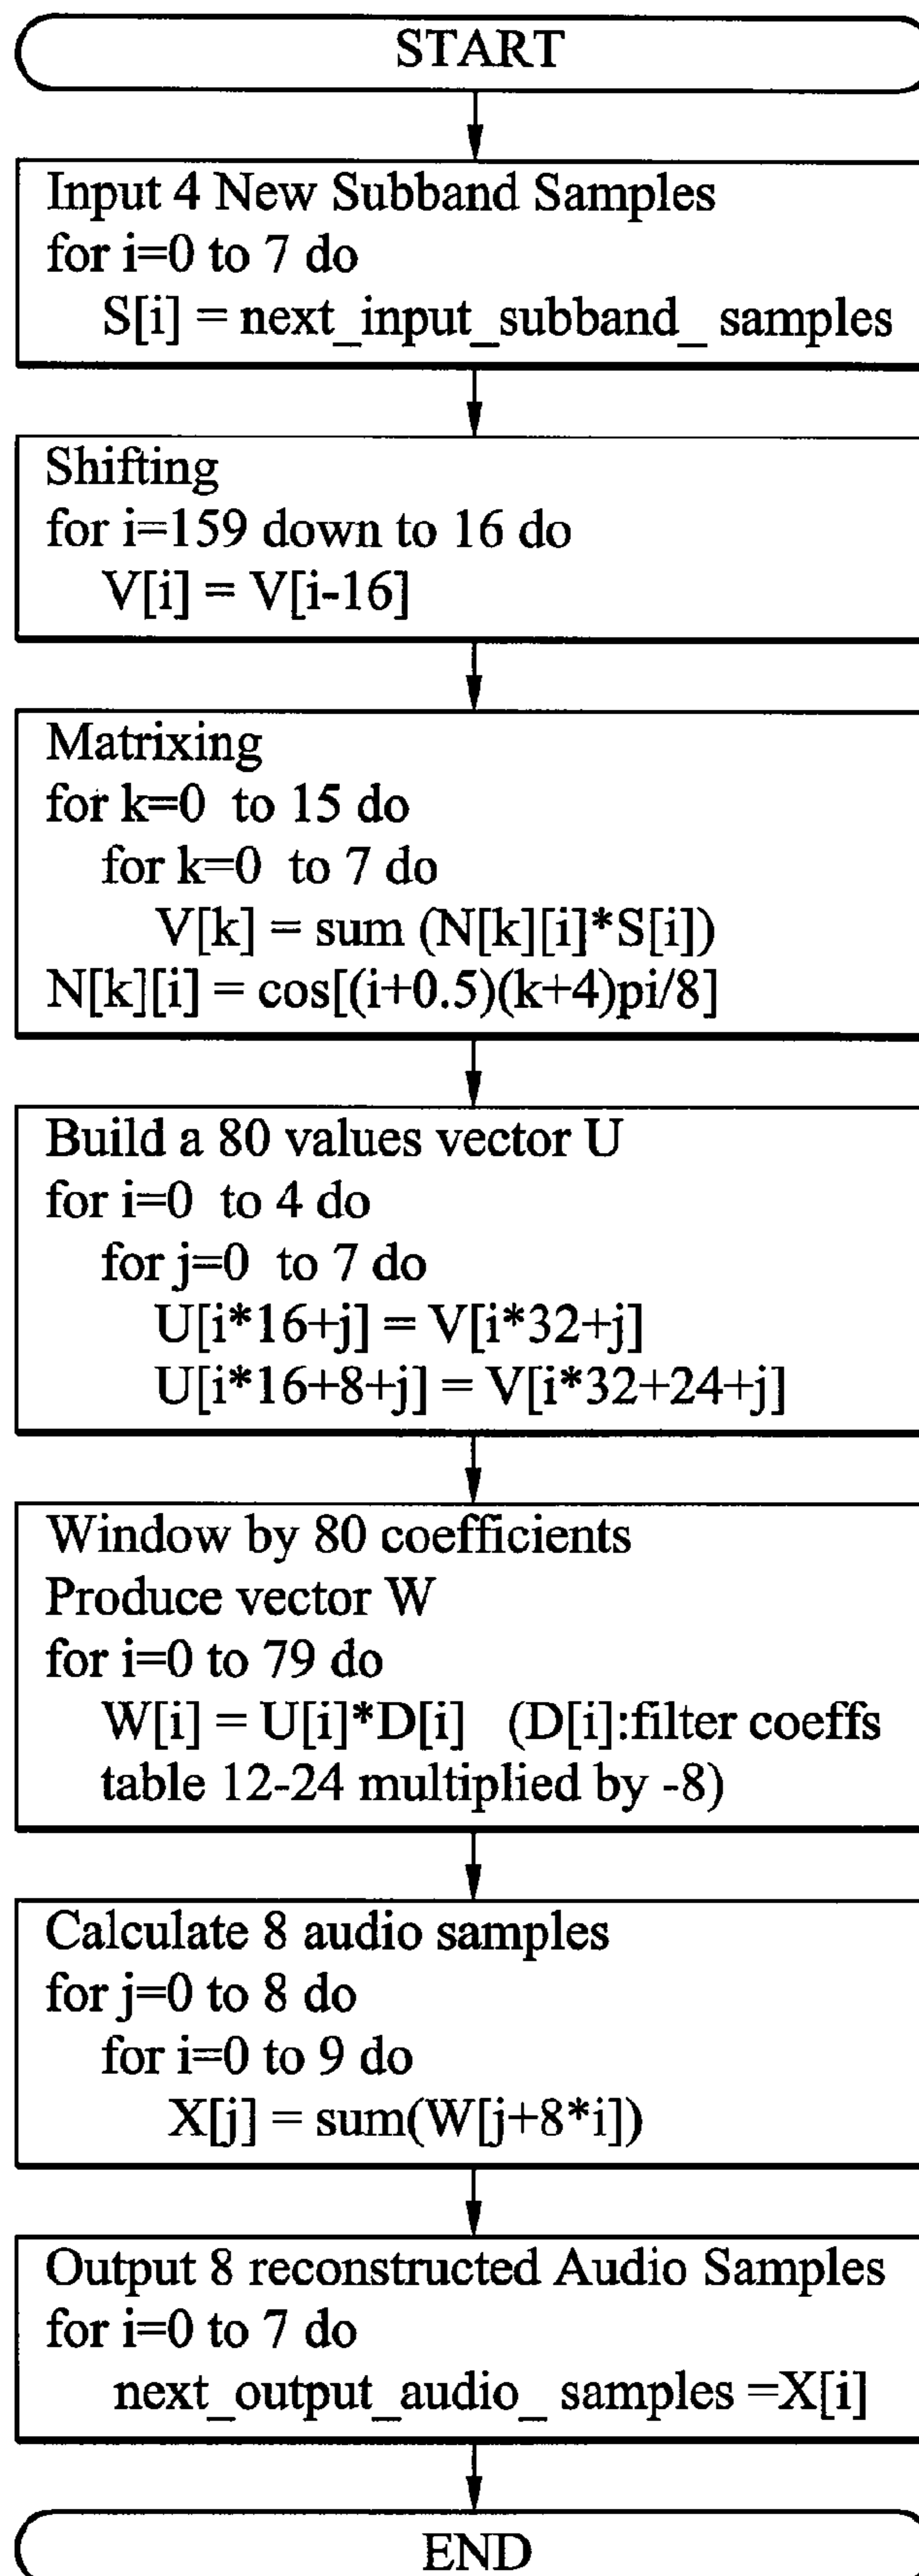 START
Input 4 New Subband Samples
for i=0 to 7 do
S[i] = next_input_subband_ samples
Shifting
for i=159 down to 16 do
V[i] = V[i-16]
Matrixing
for k=0 to 15 do
for k=0 to 7 do
V[k] = sum (N[k][i]*S[i])
N[k][i] = cos[(i+0.5)(k+4)pi/8]
Build a 80 values vector U
for i=0 to 4 do
for j=0 to 7 do
U[i*16+j] = V[i*32+j]
U[i*16+8+j] = V[i*32+24+j]
Window by 80 coefficients
Produce vector W
for i=0 to 79 do
W[i] = U[i]*D[i] (D[i]:filter coeffs
table 12-24 multiplied by -8)
Calculate 8 audio samples
for j=0 to 8 do
for i=0 to 9 do
X[j] = sum(W[j+8*i])
Output 8 reconstructed Audio Samples
for i=0 to 7 do
next_output_audio_ samples =X[i]
END